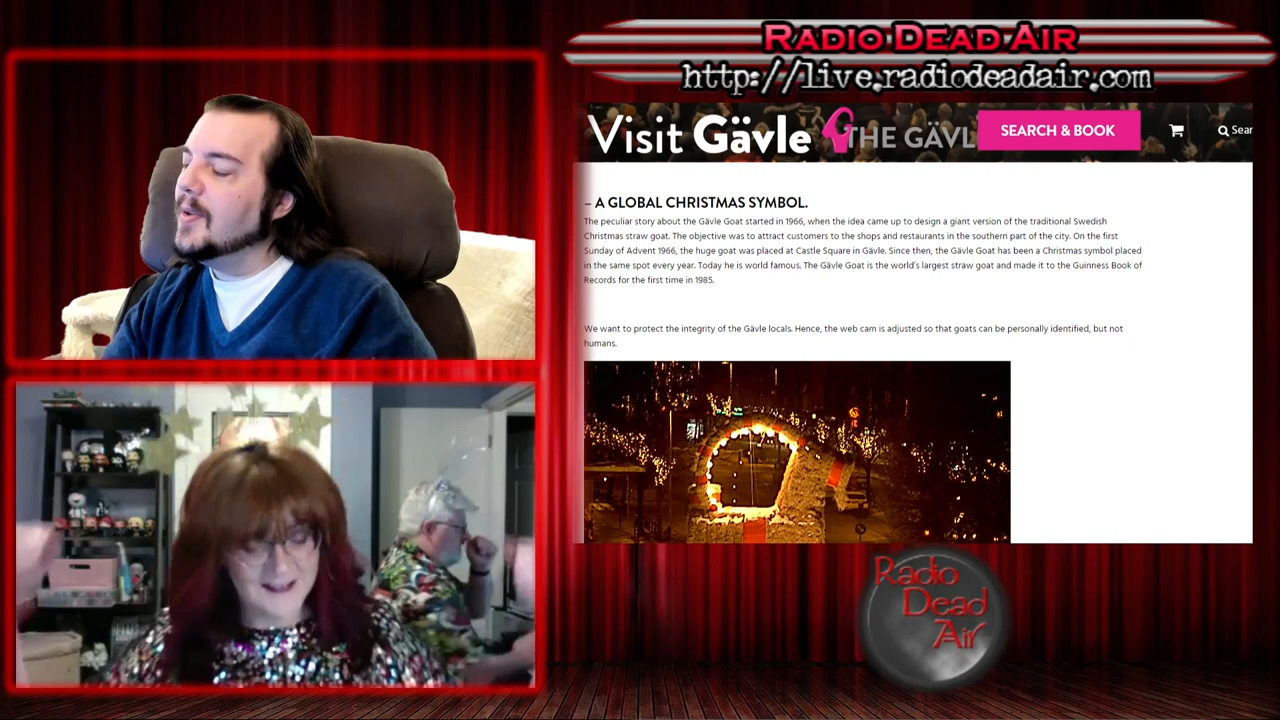 RADIO DEAD AIR
http://live.radiodeadair.com
Visit Gävle THE GÄVL SEARCH & BOOK Sear
– A GLOBAL CHRISTMAS SYMBOL.
The peculiar story about the Gävle Goat started in 1966, when the idea came up to design a giant version of the traditional Swedish
Christmas straw goat. The objective was to attract customers to the shops and restaurants in the southern part of the city. On the first
Sunday of Advent 1966, the huge goat was placed at Castle Square in Gävle. Since then, the Gävle Goat has been a Christmas symbol placed
in the same spot every year. Today he is world famous. The Gävle Goat is the world's largest straw goat and made it to the Guinness Book of
Records for the first time in 1985.
We want to protect the integrity of the Gävle locals. Hence, the web cam is adjusted so that goats can be personally identified, but not
humans.
Radio
Dead
Air